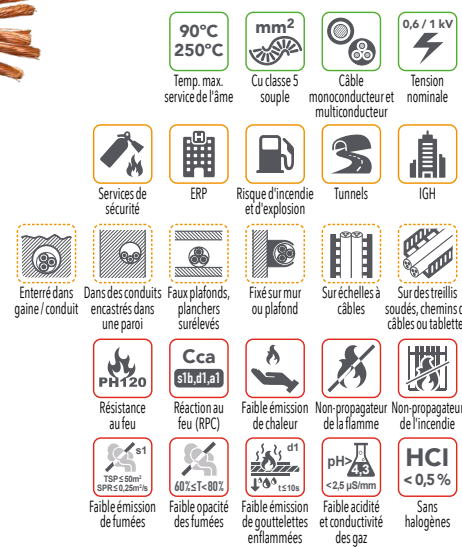 90°C
250°C
Temp. max.
service de l'âme
mm²
Cu classe 5
souple
Câble
monoconducteur et
multiconducteur
0,6 / 1 kV
Tension
nominale
Services de
sécurité
H
ERP
Risque d'incendie
et d'explosion
Tunnels
IGH
Enterré dans
gaine / conduit
Dans des conduits
encastrés dans
une paroi
Faux plafonds,
planchers
surélevés
Fixé sur mur
ou plafond
Sur échelles à
câbles
Sur des treillis
soudés, chemins d
câbles ou tablette
PH120
Résistance
au feu
Cca
s1b,d1,a1
Réaction au
feu (RPC)
Faible émission
de chaleur
Non-propagateur
de la flamme
Non-propagateur
de l'incendie
s1
TSP ≤ 50m²
SPR ≤ 0,25m²/s
Faible émission
de fumées
60% ≤ T < 80%
Faible opacité
des fumées
d1
t ≤ 10s
Faible émission
de gouttelettes
enflammées
pH>
4,3
<2,5 µS/mm
Faible acidité
et conductivité
des gaz
HCl
< 0,5 %
Sans
halogènes